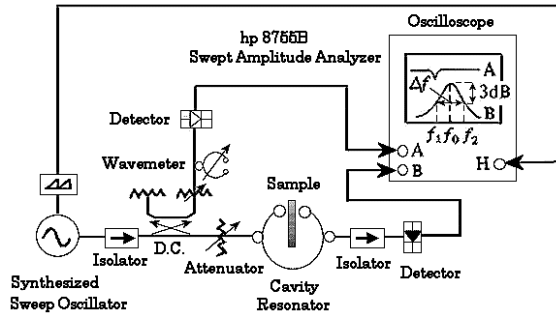 Oscilloscope
hp 8755B
Swept Amplitude Analyzer
A
Δf
3dB
B
f₁ f₀ f₂
Detector
A
B
H
Wavemeter
Sample
Isolator
D.C.
Attenuator
Cavity
Resonator
Isolator
Detector
Synthesized
Sweep Oscillator